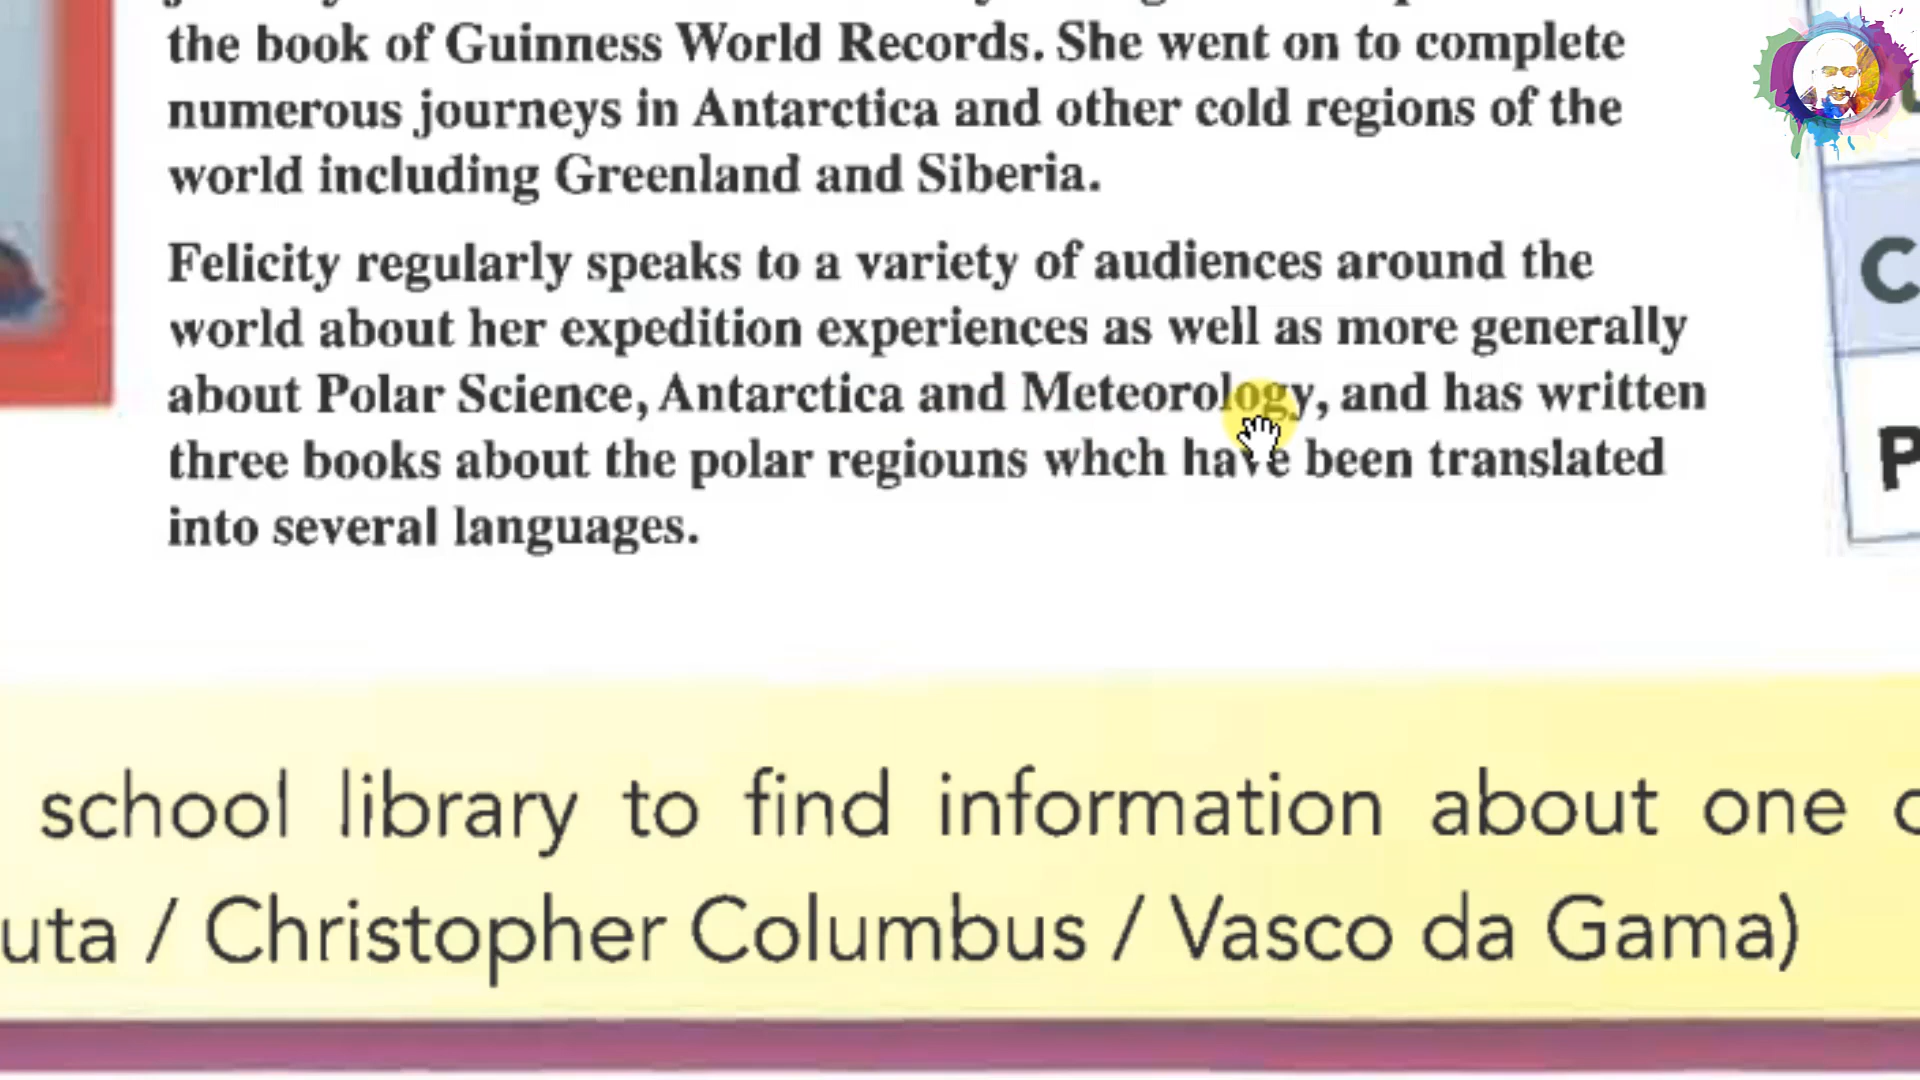 the book of Guinness World Records. She went on to complete
numerous journeys in Antarctica and other cold regions of the
world including Greenland and Siberia.
Felicity regularly speaks to a variety of audiences around the
world about her expedition experiences as well as more generally
about Polar Science, Antarctica and Meteorology, and has written
three books about the polar regiouns whch have been translated
into several languages.
C
P
school library to find information about one
uta / Christopher Columbus / Vasco da Gama)